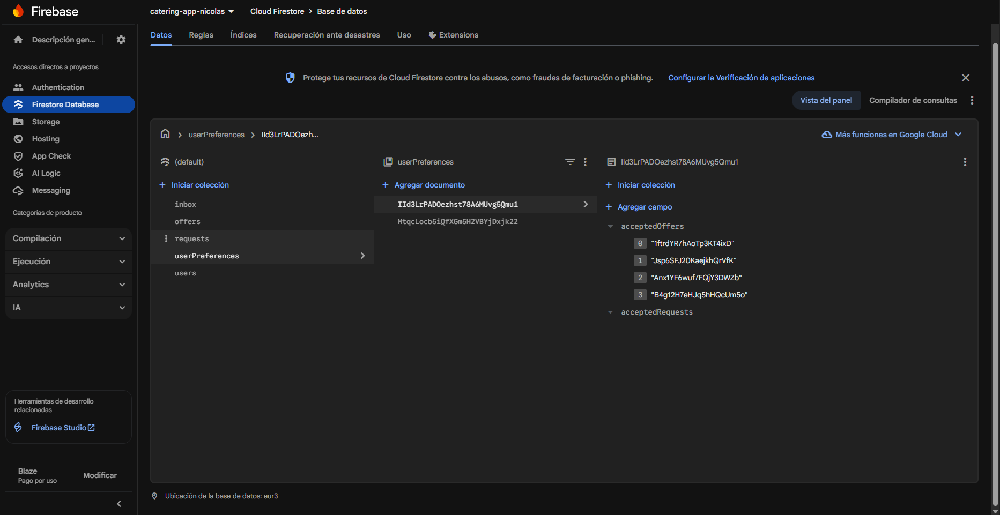 Firebase
catering-app-nicolas
Cloud Firestore > Base de datos
Descripción gen...
Datos
Reglas
Índices
Recuperación ante desastres
Uso
Extensions
Accesos directos a proyectos
Authentication
Firestore Database
Storage
Hosting
App Check
AI Logic
Messaging
Categorías de producto
Compilación
Ejecución
Analytics
IA
Herramientas de desarrollo
relacionadas
Firebase Studio
Blaze
Pago por uso
Modificar
Protege tus recursos de Cloud Firestore contra los abusos, como fraudes de facturación o phishing.
Configurar la Verificación de aplicaciones
Vista del panel
Compilador de consultas
userPreferences
IId3LrPADOezh...
Más funciones en Google Cloud
(default)
Iniciar colección
inbox
offers
requests
userPreferences
users
userPreferences
Agregar documento
IId3LrPADOezhst78A6MUvg5Qmu1
MtqcLocb5iQfXGm5H2VBYjDxjk22
IId3LrPADOezhst78A6MUvg5Qmu1
Iniciar colección
Agregar campo
acceptedOffers
0 "1ftrdYR7hAoTp3KT4ixD"
1 "Jsp6SFJ2OKaejkhQrVfK"
2 "Anx1YF6wuf7FQjY3DWZb"
3 "B4g12H7eHJq5hHQcUm5o"
acceptedRequests
Ubicación de la base de datos: eur3